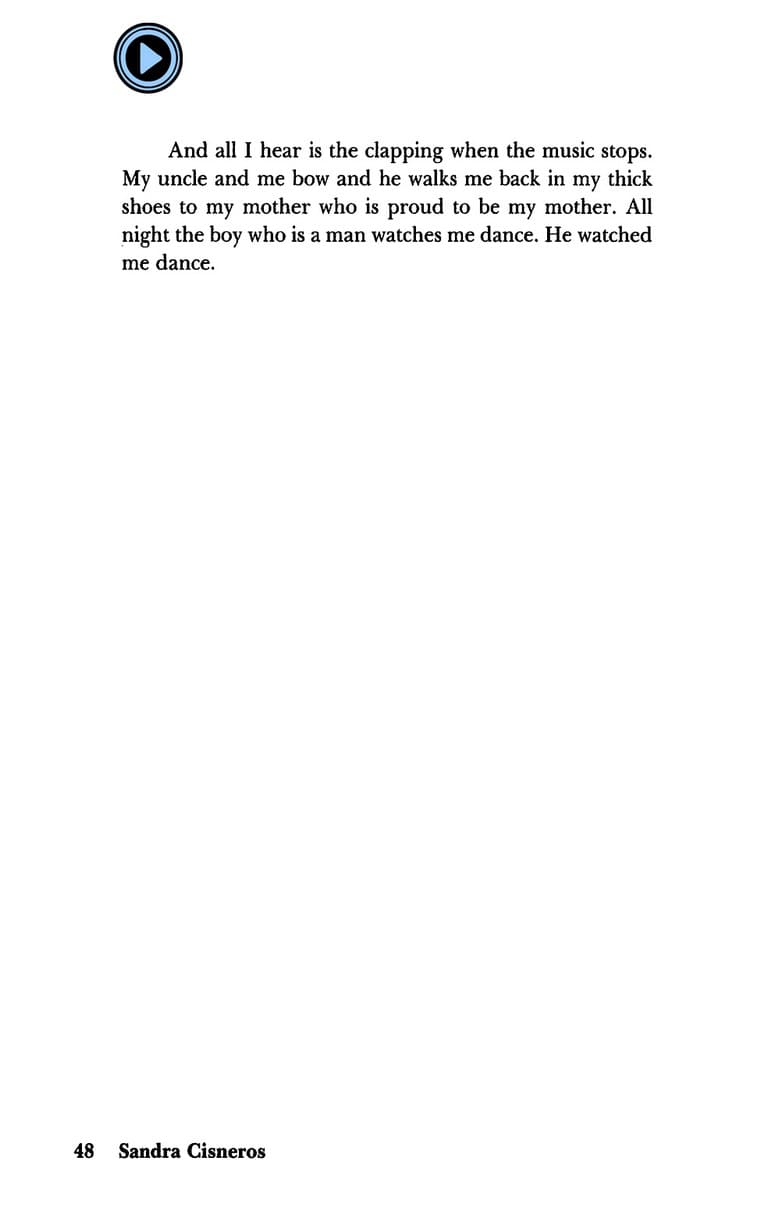 And all I hear is the clapping when the music stops.
My uncle and me bow and he walks me back in my thick
shoes to my mother who is proud to be my mother. All
night the boy who is a man watches me dance. He watched
me dance.
48 Sandra Cisneros